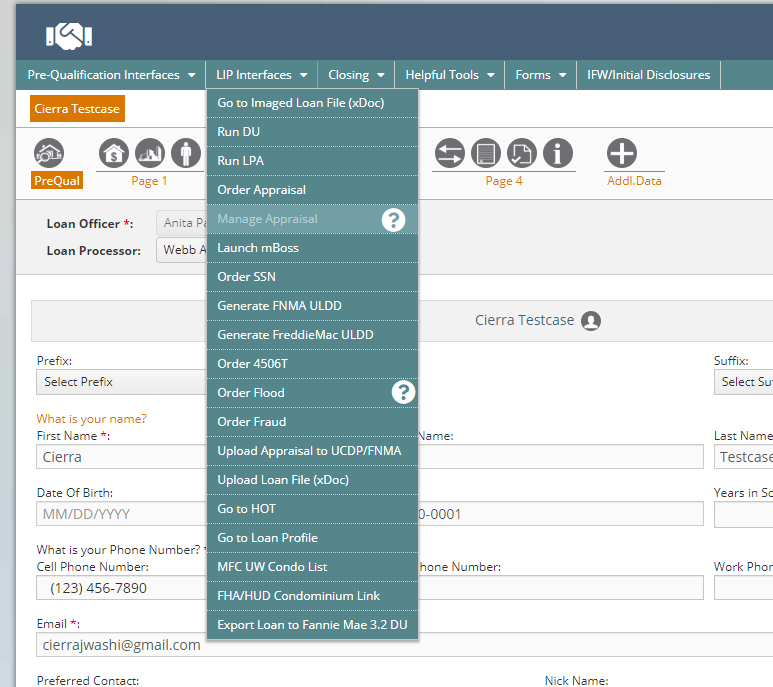 Pre-Qualification Interfaces LIP Interfaces Closing Helpful Tools Forms IFW/Initial Disclosures
Cierra Testcase
Go to Imaged Loan File (xDoc)
Run DU
Run LPA
Order Appraisal
Manage Appraisal ?
Launch mBoss
Order SSN
Generate FNMA ULDD
Generate FreddieMac ULDD
Order 4506T
Order Flood ?
Order Fraud
Upload Appraisal to UCDP/FNMA
Upload Loan File (xDoc)
Go to HOT
Go to Loan Profile
MFC UW Condo List
FHA/HUD Condominium Link
Export Loan to Fannie Mae 3.2 DU
PreQual Page 1 Page 4 Addl.Data
Loan Officer *: Anita Pa
Loan Processor: Webb A
Cierra Testcase
Prefix: Suffix:
Select Prefix Select Su
What is your name?
First Name *: Name: Last Name
Cierra Testcase
Date Of Birth: Years in Sc
MM/DD/YYYY 0-0001
What is your Phone Number? *
Cell Phone Number: hone Number: Work Phon
(123) 456-7890
Email *:
cierrajwashi@gmail.com
Preferred Contact: Nick Name: